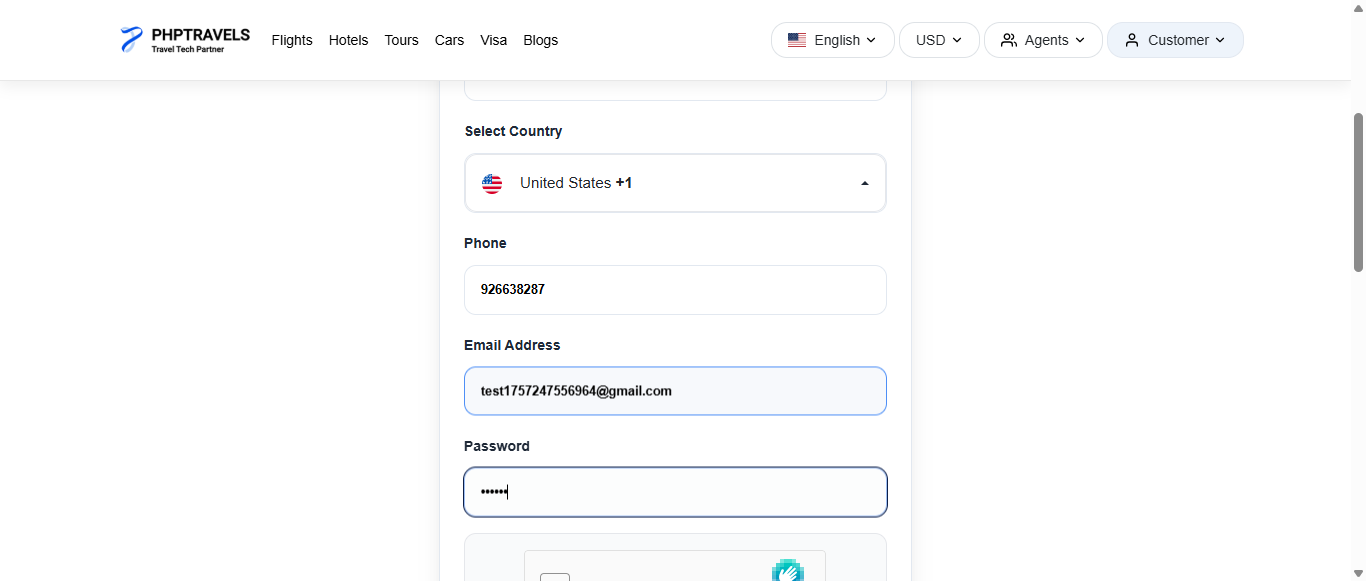 PHPTRAVELS
Travel Tech Partner
Flights Hotels Tours Cars Visa Blogs English USD Agents Customer
Select Country
United States +1
Phone
926638287
Email Address
test1757247556964@gmail.com
Password
••••••